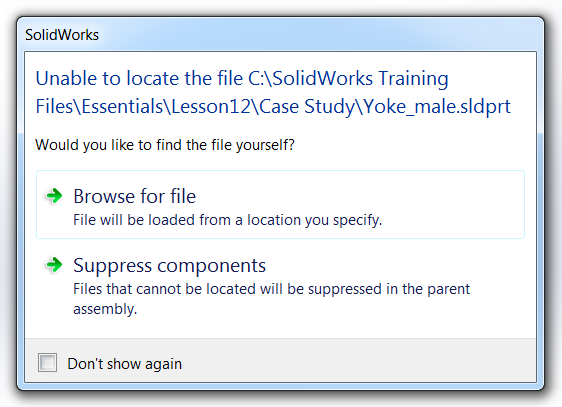 SolidWorks
Unable to locate the file C:\SolidWorks Training
Files\Essentials\Lesson12\Case Study\Yoke_male.sldprt
Would you like to find the file yourself?
Browse for file
File will be loaded from a location you specify.
Suppress components
Files that cannot be located will be suppressed in the parent
assembly.
Don't show again